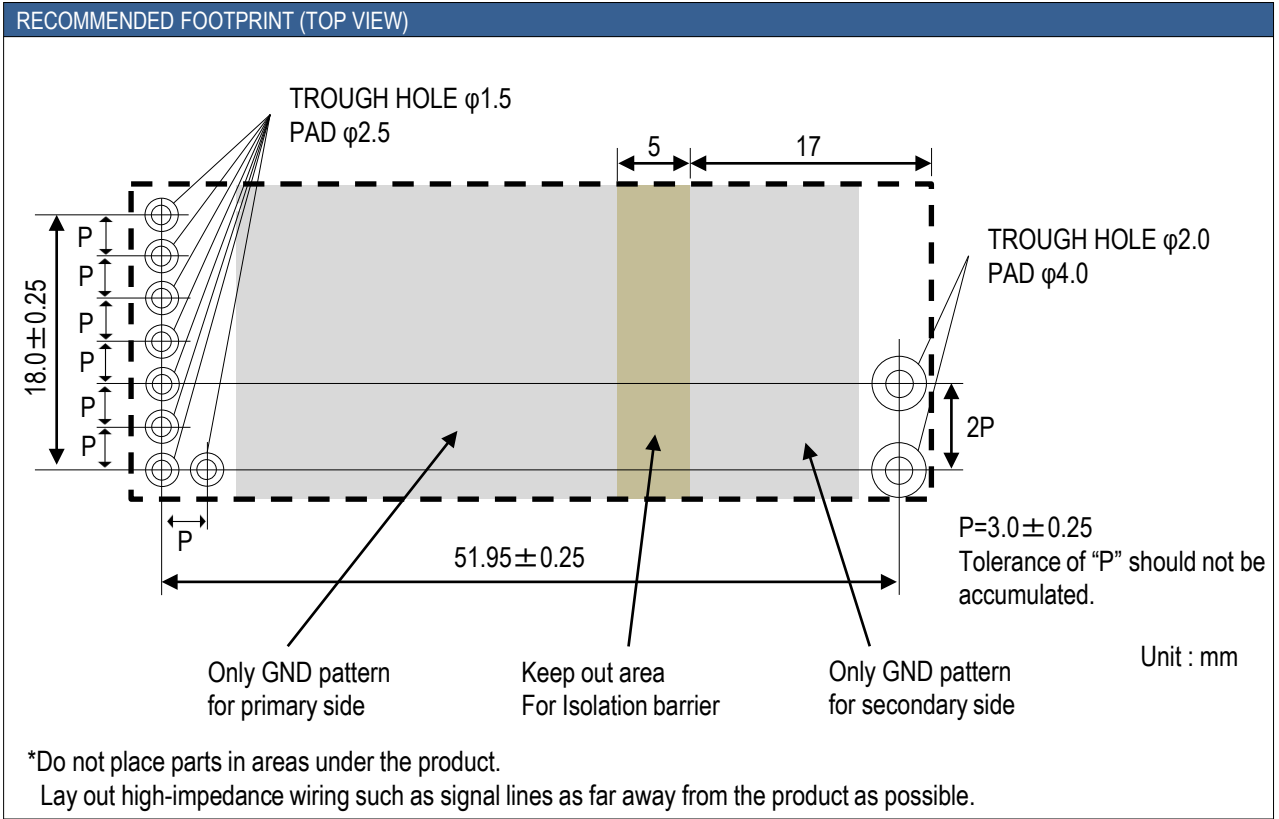 RECOMMENDED FOOTPRINT (TOP VIEW)
TROUGH HOLE φ1.5
PAD φ2.5
5
17
TROUGH HOLE φ2.0
PAD φ4.0
P
P
P
P
P
P
18.0±0.25
2P
P
51.95±0.25
P=3.0±0.25
Tolerance of “P” should not be
accumulated.
Unit : mm
Only GND pattern
for primary side
Keep out area
For Isolation barrier
Only GND pattern
for secondary side
*Do not place parts in areas under the product.
Lay out high-impedance wiring such as signal lines as far away from the product as possible.